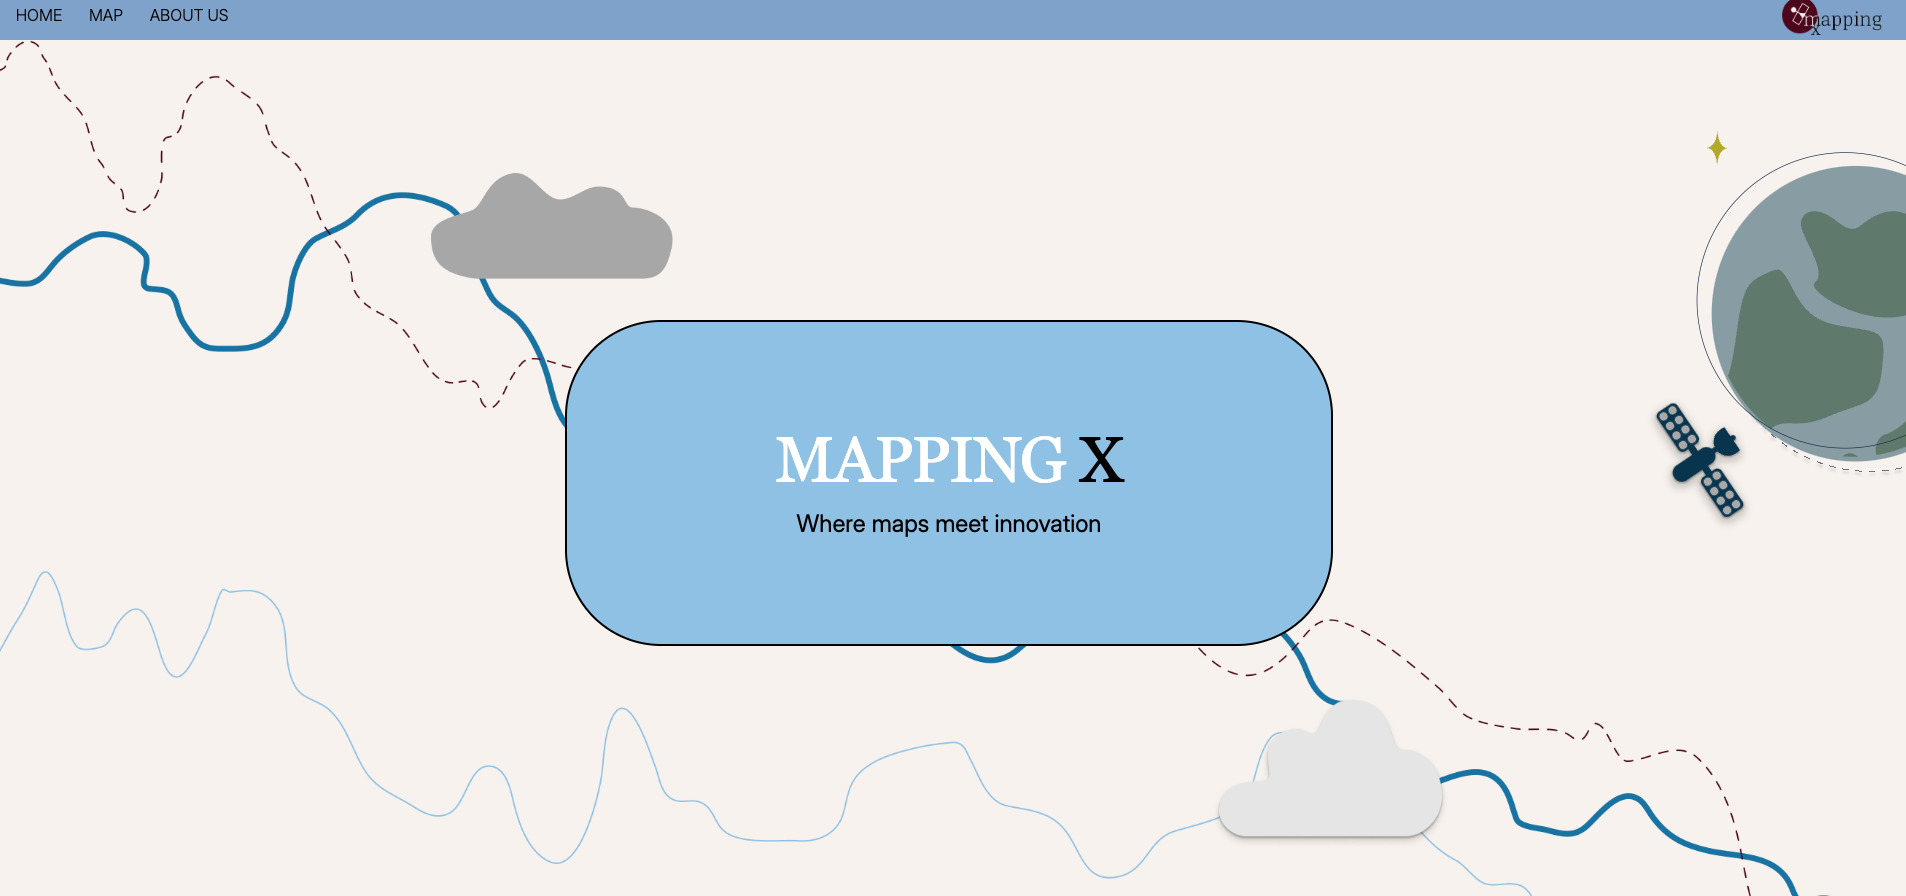 HOME MAP ABOUT US
mapping
x
MAPPING X
Where maps meet innovation